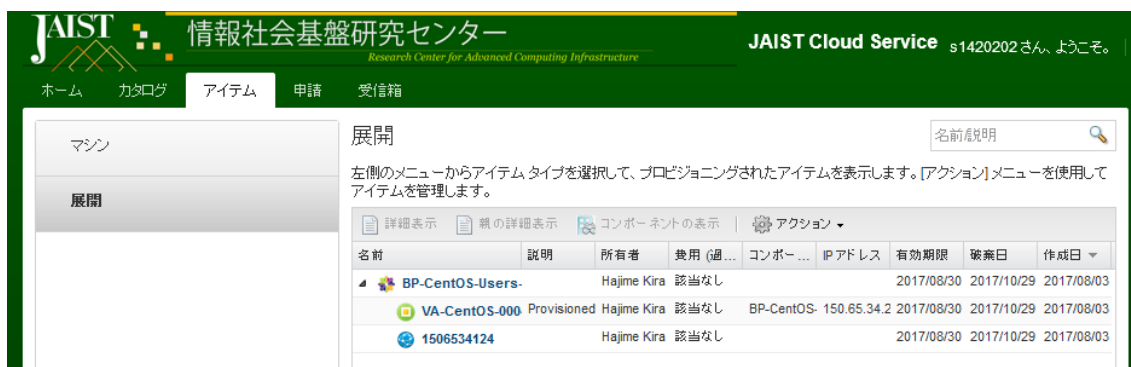 JAIST
情報社会基盤研究センター
Research Center for Advanced Computing Infrastructure
JAIST Cloud Service s1420202 さん、ようこそ。
ホーム カタログ アイテム 申請 受信箱
マシン
展開
展開
名前/説明
左側のメニューからアイテム タイプを選択して、プロビジョニングされたアイテムを表示します。[アクション] メニューを使用して
アイテムを管理します。
詳細表示 親の詳細表示 コンポーネントの表示 アクション
名前 説明 所有者 費用 (過... コンポー... IP アドレス 有効期限 破棄日 作成日
BP-CentOS-Users- Hajime Kira 該当なし 2017/08/30 2017/10/29 2017/08/03
VA-CentOS-000 Provisioned Hajime Kira 該当なし BP-CentOS- 150.65.34.2 2017/08/30 2017/10/29 2017/08/03
1506534124 Hajime Kira 該当なし 2017/08/30 2017/10/29 2017/08/03